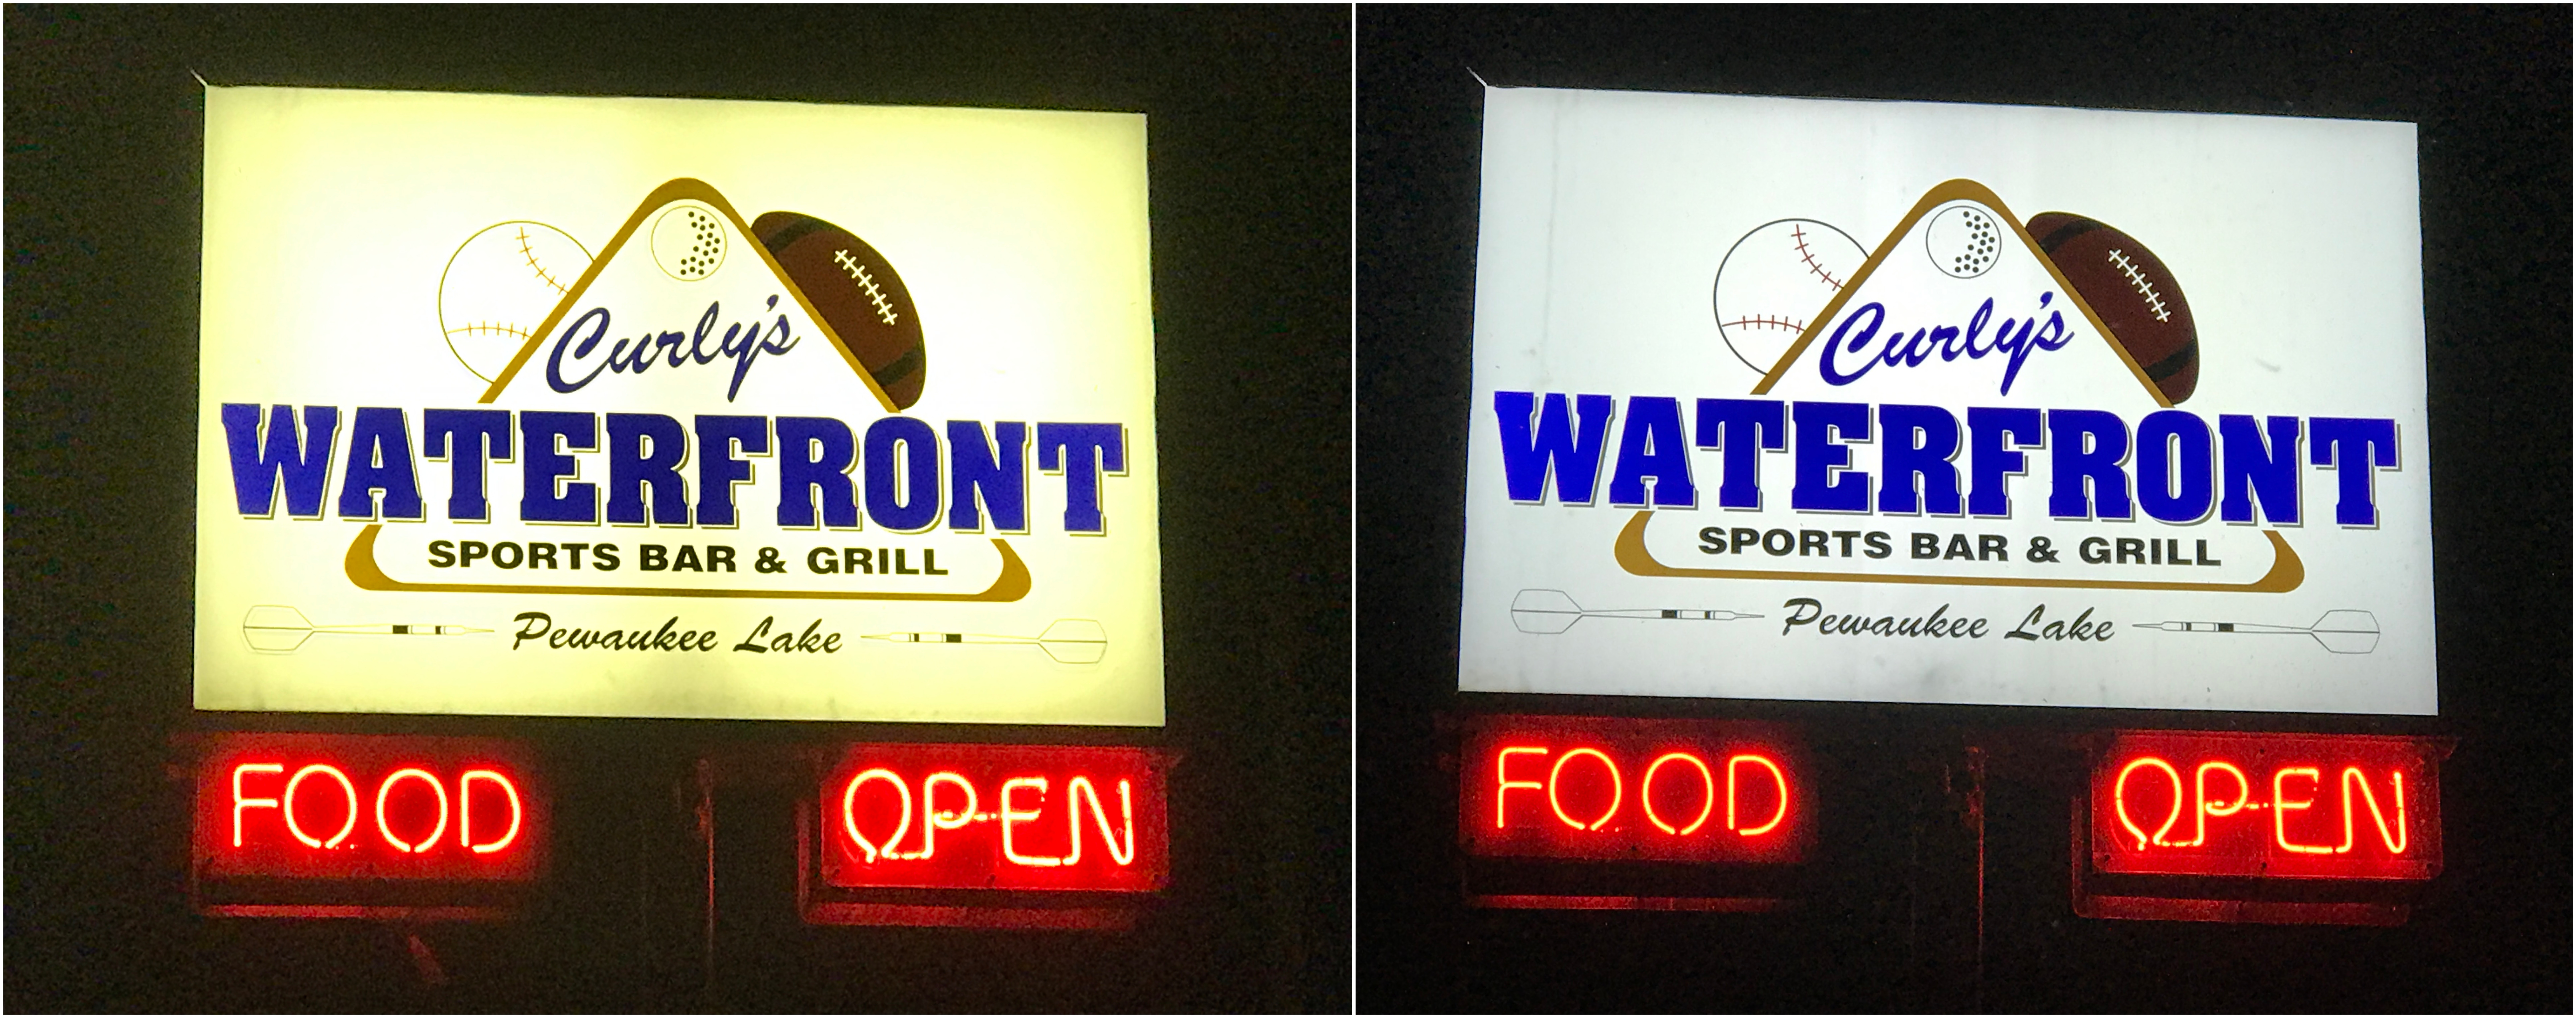 Curly's
WATERFRONT
SPORTS BAR & GRILL
Pewaukee Lake
FOOD OPEN
Curly's
WATERFRONT
SPORTS BAR & GRILL
Pewaukee Lake
FOOD OPEN